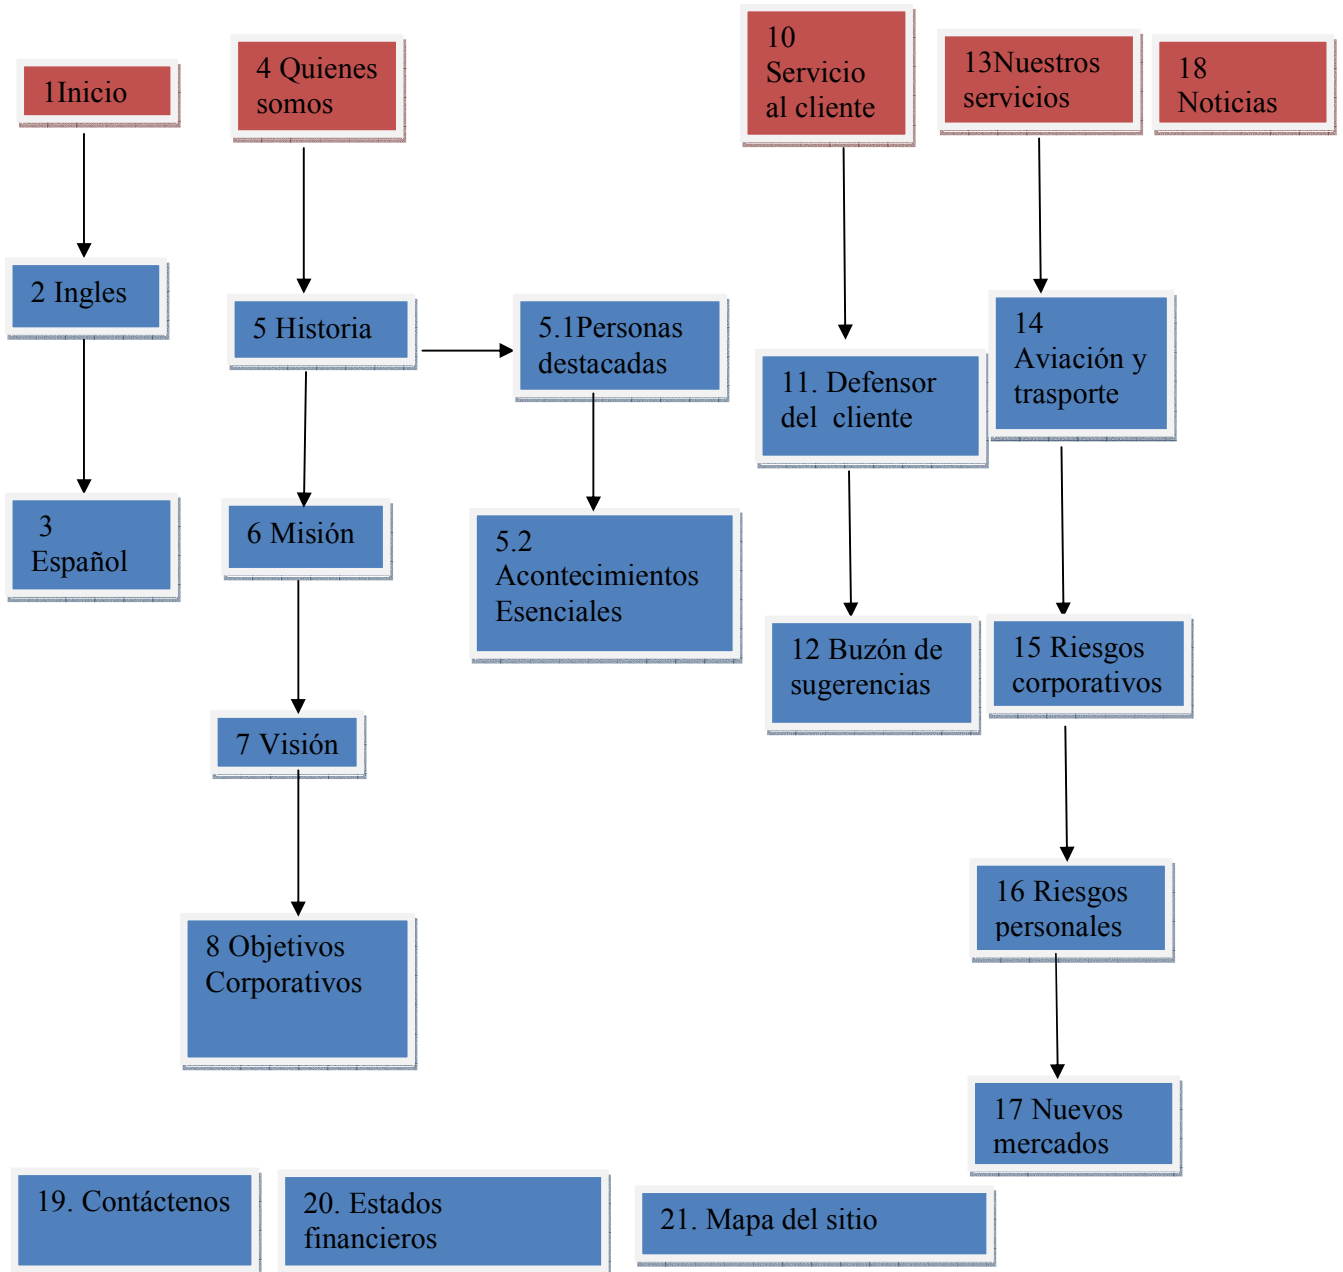 1Inicio
4 Quienes
somos
10
Servicio
al cliente
13Nuestros
servicios
18
Noticias
2 Ingles
5 Historia
5.1Personas
destacadas
14
Aviación y
trasporte
11. Defensor
del  cliente
3
Español
6 Misión
5.2
Acontecimientos
Esenciales
12 Buzón de
sugerencias
15 Riesgos
corporativos
7 Visión
16 Riesgos
personales
8 Objetivos
Corporativos
17 Nuevos
mercados
19. Contáctenos
20. Estados
financieros
21. Mapa del sitio